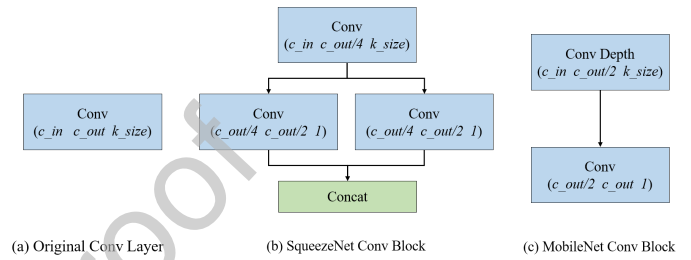 Conv
(c_in c_out k_size)
(a) Original Conv Layer
Conv
(c_in c_out/4 k_size)
Conv
(c_out/4 c_out/2 1)
Conv
(c_out/4 c_out/2 1)
Concat
(b) SqueezeNet Conv Block
Conv Depth
(c_in c_out/2 k_size)
Conv
(c_out/2 c_out 1)
(c) MobileNet Conv Block
roof